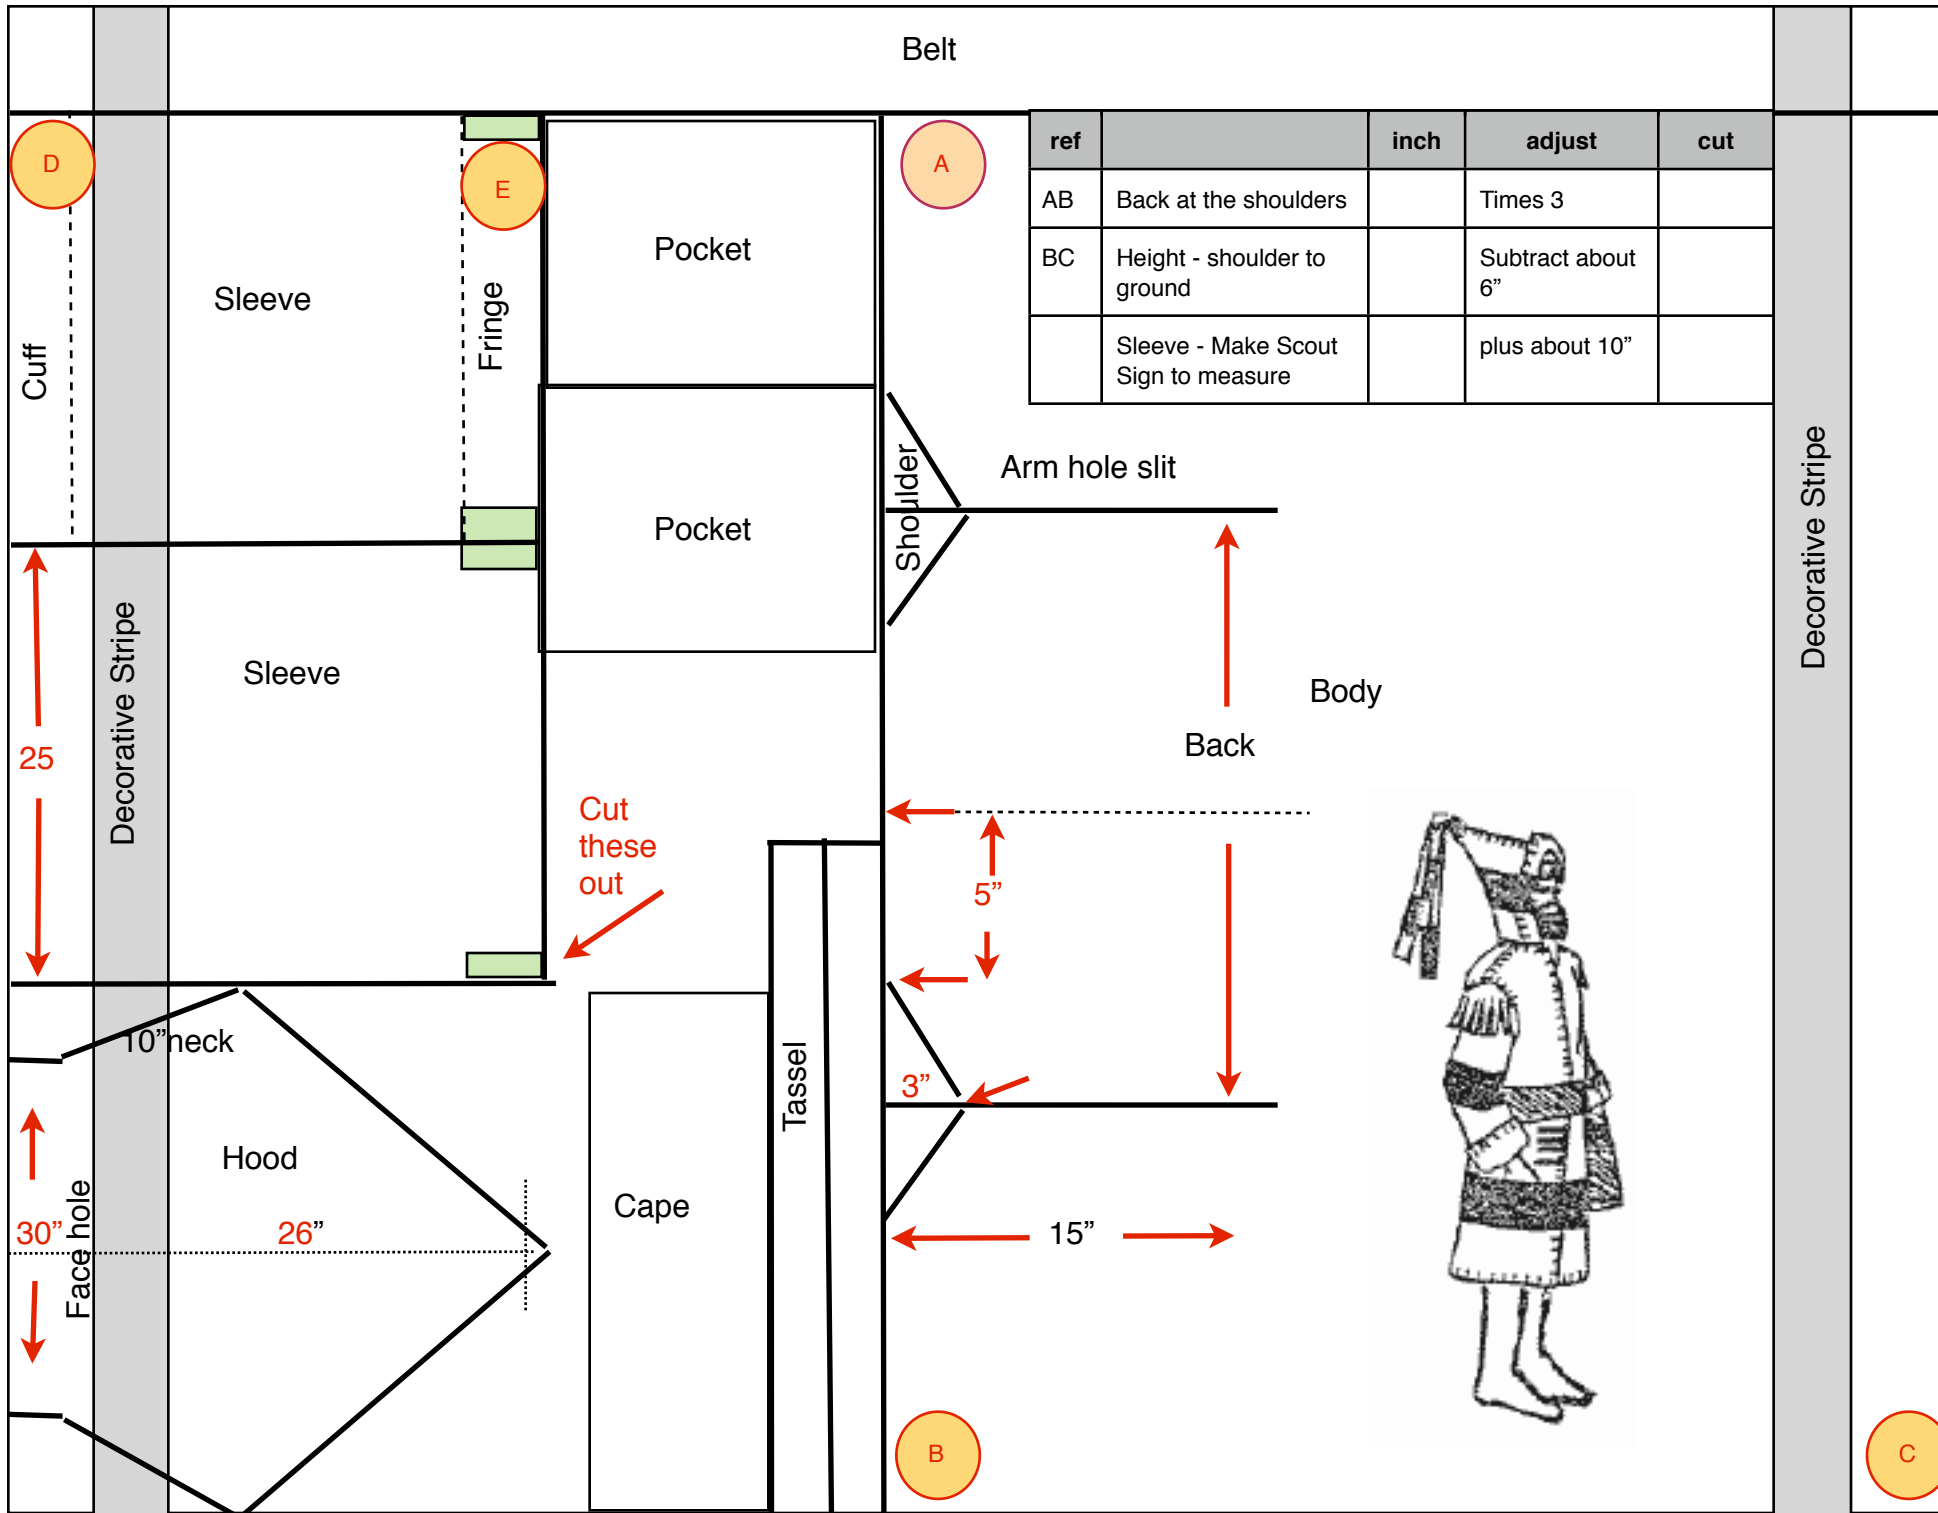 Belt
D
E
A
ref inch adjust cut
AB Back at the shoulders Times 3
BC Height - shoulder to
ground
Subtract about
6”
Sleeve - Make Scout
Sign to measure
plus about 10”
Cuff
Sleeve
Fringe
Pocket
Pocket
Shoulder
Arm hole slit
Decorative Stripe
Body
Back
Sleeve
25
Decorative Stripe
Cut
these
out
5”
10”neck
3”
Tassel
Hood
Cape
30”
Face hole
26”
15”
B
C